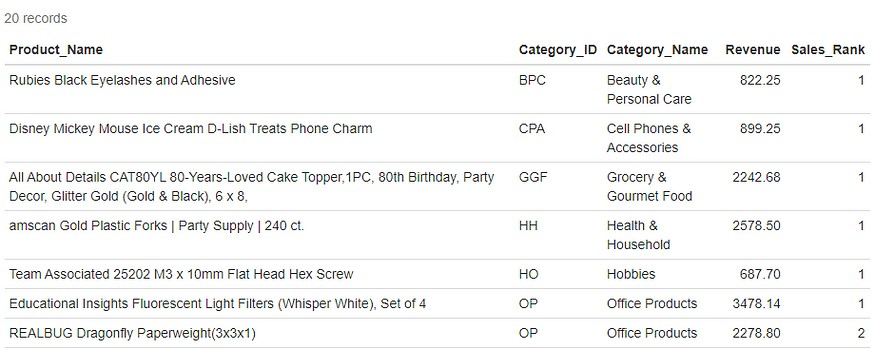 20 records
Product_Name Category_ID Category_Name Revenue Sales_Rank
Rubies Black Eyelashes and Adhesive BPC Beauty & 822.25 1
Personal Care
Disney Mickey Mouse Ice Cream D-Lish Treats Phone Charm CPA Cell Phones & 899.25 1
Accessories
All About Details CAT80YL 80-Years-Loved Cake Topper,1PC, 80th Birthday, Party GGF Grocery & 2242.68 1
Decor, Glitter Gold (Gold & Black), 6 x 8, Gourmet Food
amscan Gold Plastic Forks | Party Supply | 240 ct. HH Health & 2578.50 1
Household
Team Associated 25202 M3 x 10mm Flat Head Hex Screw HO Hobbies 687.70 1
Educational Insights Fluorescent Light Filters (Whisper White), Set of 4 OP Office Products 3478.14 1
REALBUG Dragonfly Paperweight(3x3x1) OP Office Products 2278.80 2